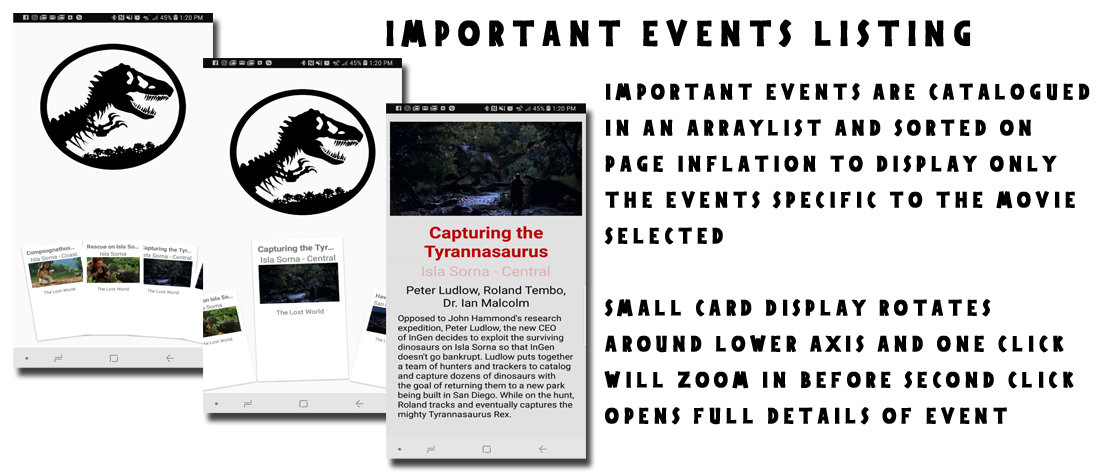 IMPORTANT EVENTS LISTING
IMPORTANT EVENTS ARE CATALOGUED
IN AN ARRAYLIST AND SORTED ON
PAGE INFLATION TO DISPLAY ONLY
THE EVENTS SPECIFIC TO THE MOVIE
SELECTED
SMALL CARD DISPLAY ROTATES
AROUND LOWER AXIS AND ONE CLICK
WILL ZOOM IN BEFORE SECOND CLICK
OPENS FULL DETAILS OF EVENT
45% 1:20 PM
Compsognathus...
Isla Sorna - Coast
The Lost World
Rescue on Isla So...
Isla Sorna
The Lost World
Capturing the Tyr...
Isla Sorna - Central
The Lost World
45% 1:20 PM
on Isla So...
Sorna
World
Capturing the Tyr...
Isla Sorna - Central
The Lost World
Hav
San
The
45% 1:20 PM
Capturing the
Tyrannasaurus
Isla Sorna - Central
Peter Ludlow, Roland Tembo,
Dr. Ian Malcolm
Opposed to John Hammond's research
expedition, Peter Ludlow, the new CEO
of InGen decides to exploit the surviving
dinosaurs on Isla Sorna so that InGen
doesn't go bankrupt. Ludlow puts together
a team of hunters and trackers to catalog
and capture dozens of dinosaurs with
the goal of returning them to a new park
being built in San Diego. While on the hunt,
Roland tracks and eventually captures the
mighty Tyrannasaurus Rex.